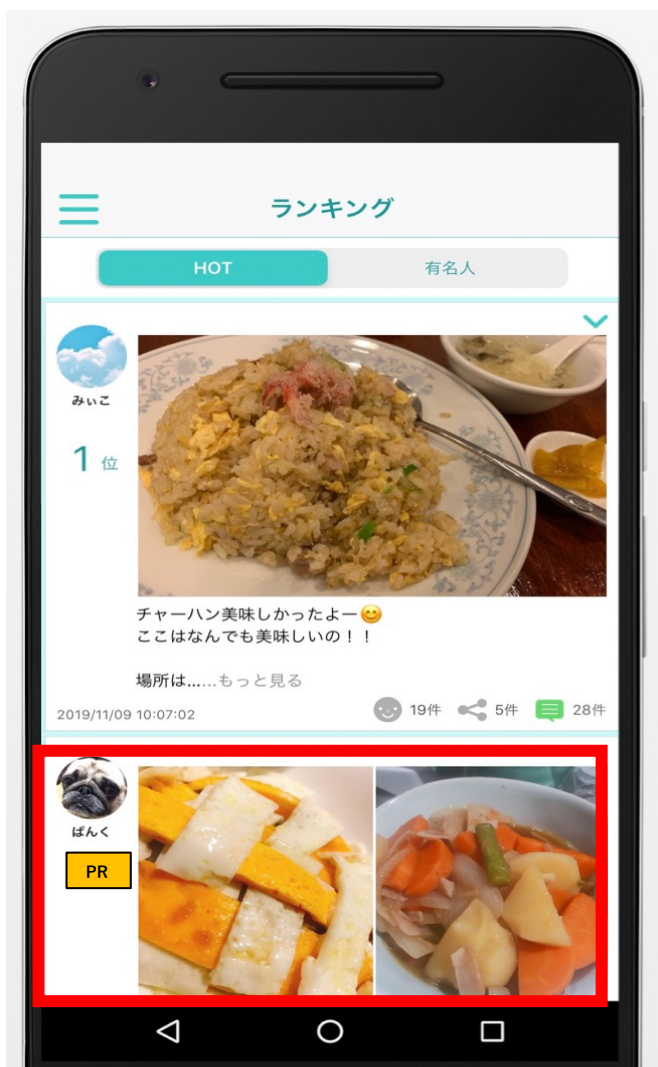 ランキング
HOT
有名人
みぃこ
1 位
チャーハン美味しかったよー😊
ここはなんでも美味しいの！！
場所は......もっと見る
2019/11/09 10:07:02
19件
5件
28件
ぱんく
PR